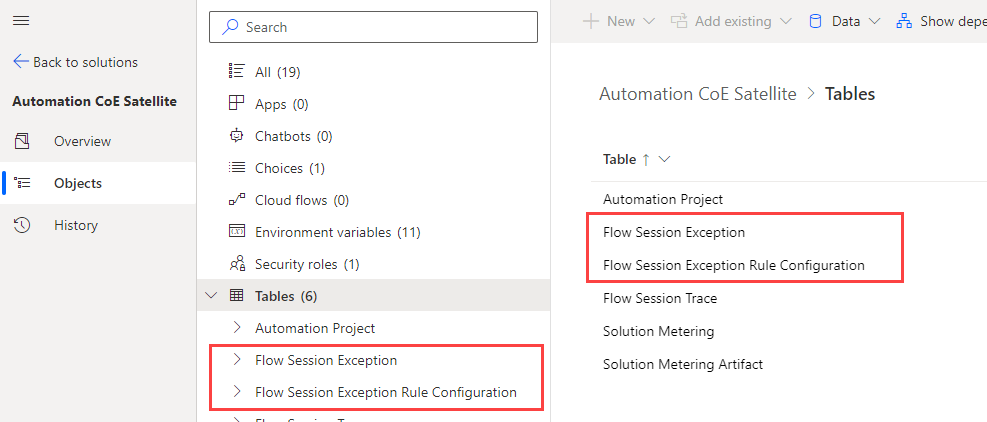 Back to solutions
Automation CoE Satellite
Overview
Objects
History
Search
All (19)
Apps (0)
Chatbots (0)
Choices (1)
Cloud flows (0)
Environment variables (11)
Security roles (1)
Tables (6)
Automation Project
Flow Session Exception
Flow Session Exception Rule Configuration
New Add existing Data Show
Automation CoE Satellite > Tables
Table ↑
Automation Project
Flow Session Exception
Flow Session Exception Rule Configuration
Flow Session Trace
Solution Metering
Solution Metering Artifact